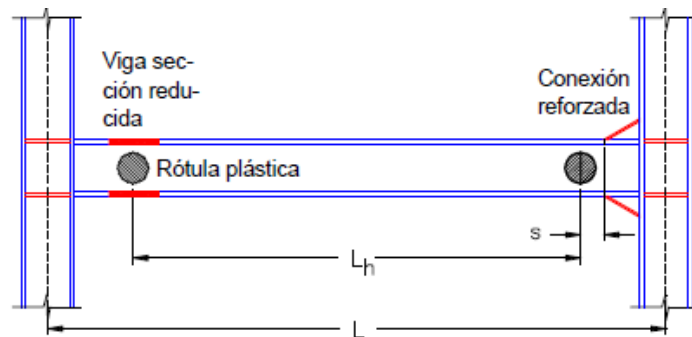 Viga sec-
ción redu-
cida
Conexión
reforzada
Rótula plástica
s
Lh
L